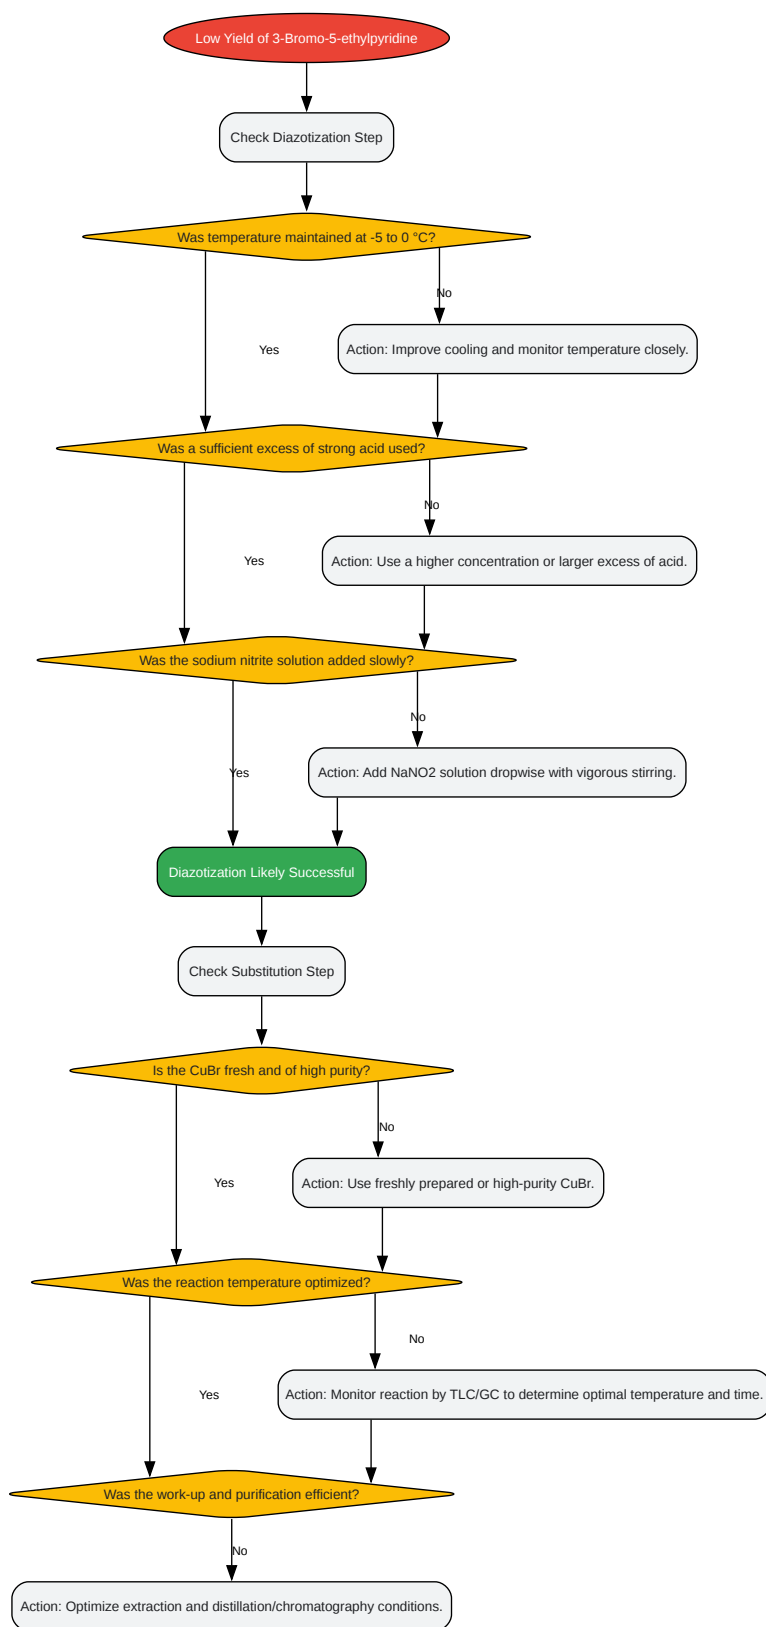 Low Yield of 3-Bromo-5-ethylpyridine
Check Diazotization Step
Was temperature maintained at -5 to 0 °C?
No
Yes
Action: Improve cooling and monitor temperature closely.
Was a sufficient excess of strong acid used?
No
Yes
Action: Use a higher concentration or larger excess of acid.
Was the sodium nitrite solution added slowly?
No
Yes
Action: Add NaNO2 solution dropwise with vigorous stirring.
Diazotization Likely Successful
Check Substitution Step
Is the CuBr fresh and of high purity?
No
Yes
Action: Use freshly prepared or high-purity CuBr.
Was the reaction temperature optimized?
No
Yes
Action: Monitor reaction by TLC/GC to determine optimal temperature and time.
Was the work-up and purification efficient?
No
Action: Optimize extraction and distillation/chromatography conditions.